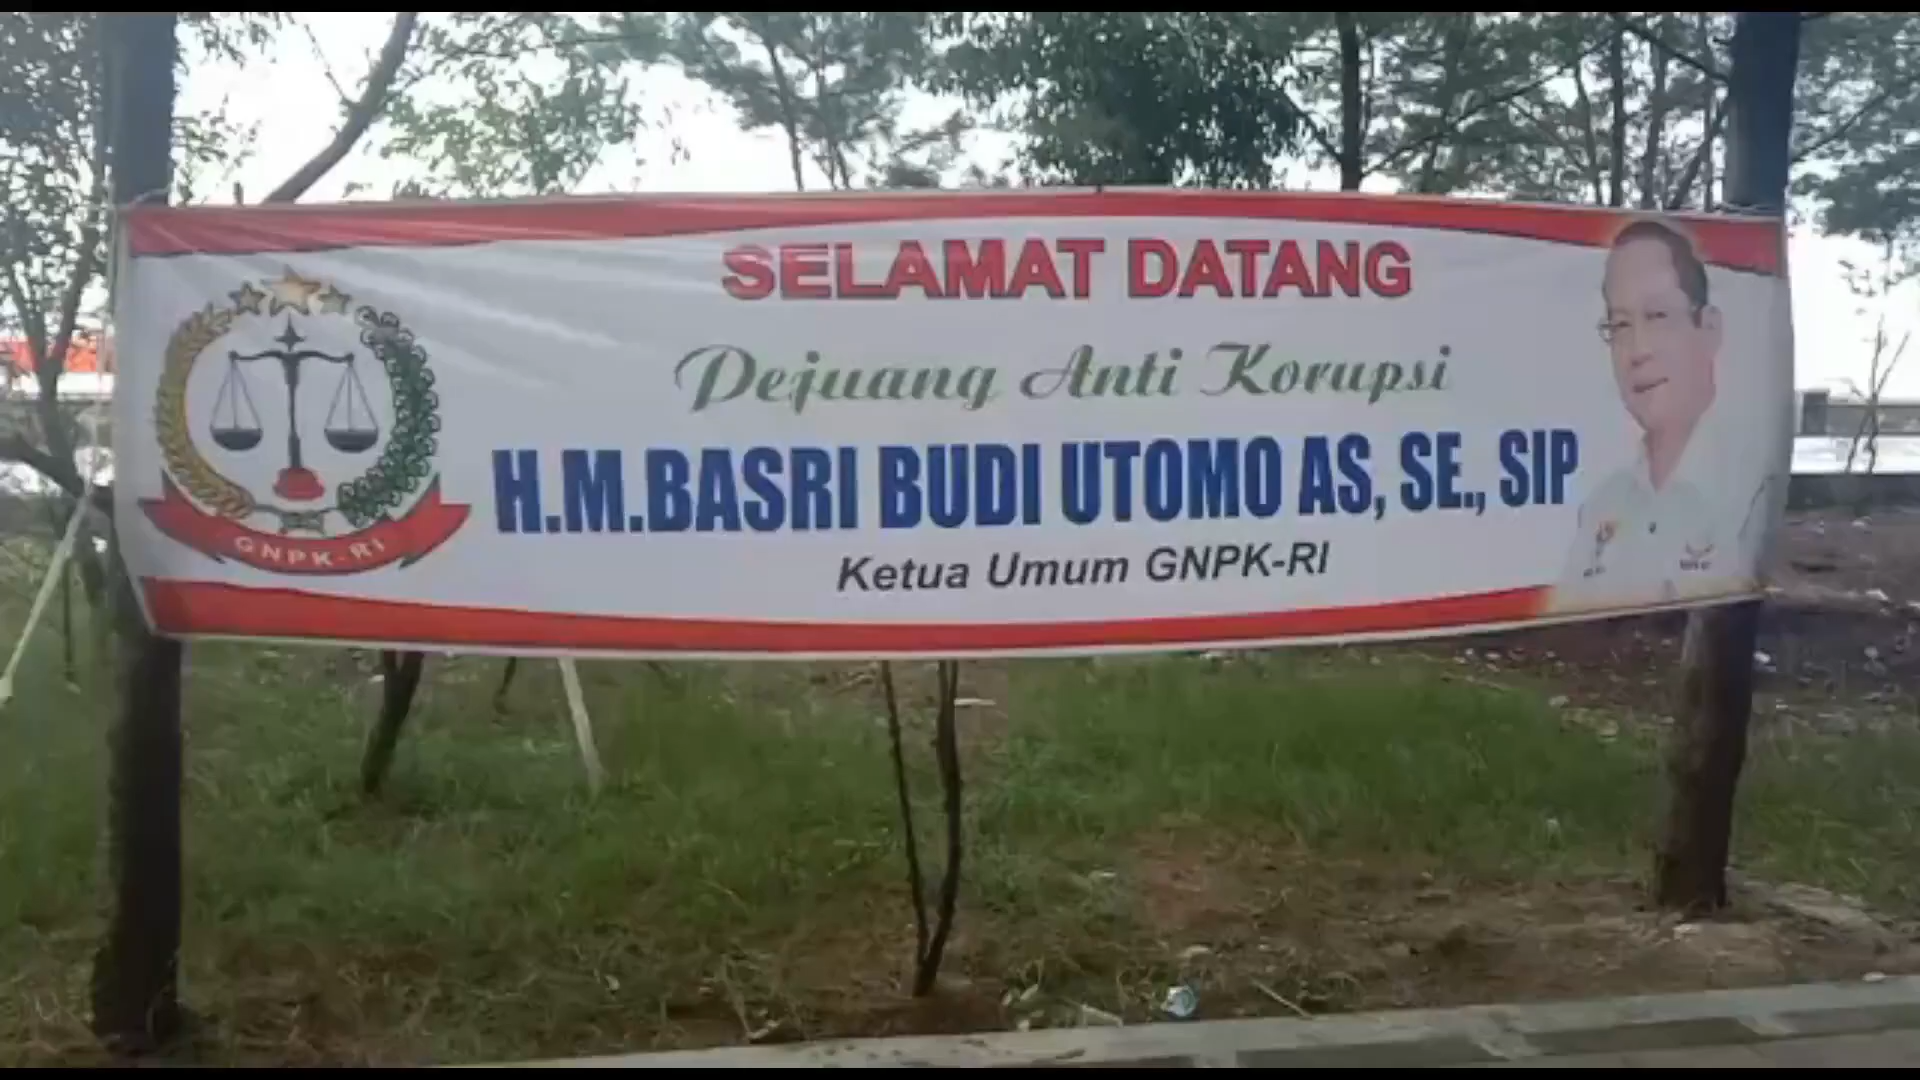 SELAMAT DATANG
Pejuang Anti Korupsi
H.M.BASRI BUDI UTOMO AS, SE., SIP
Ketua Umum GNPK-RI
GNPK-RI